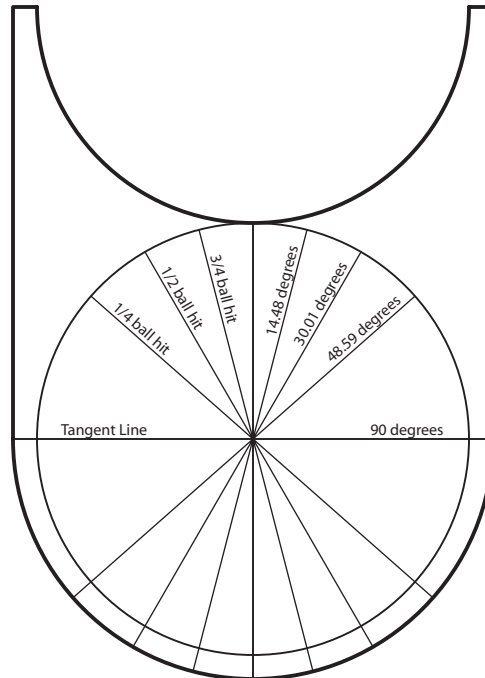 1/4 ball hit
1/2 ball hit
3/4 ball hit
14.48 degrees
30.01 degrees
48.59 degrees
Tangent Line
90 degrees